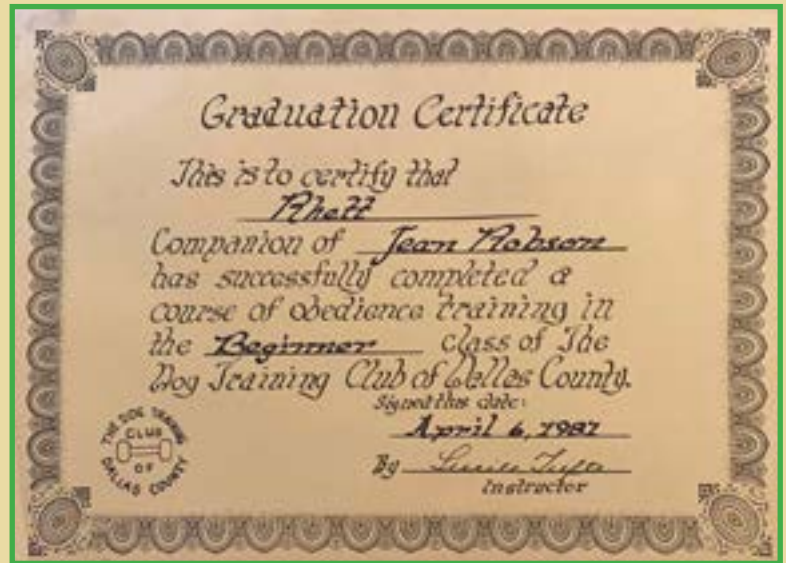 Graduation Certificate
This is to certify that
Rhett
Companion of Jean Robson
has successfully completed a
course of obedience training in
the Beginner class of The
Dog Training Club of Dallas County.
Signed this date:
April 6, 1987
By
Instructor
THE DOG TRAINING
CLUB
OF
DALLAS COUNTY